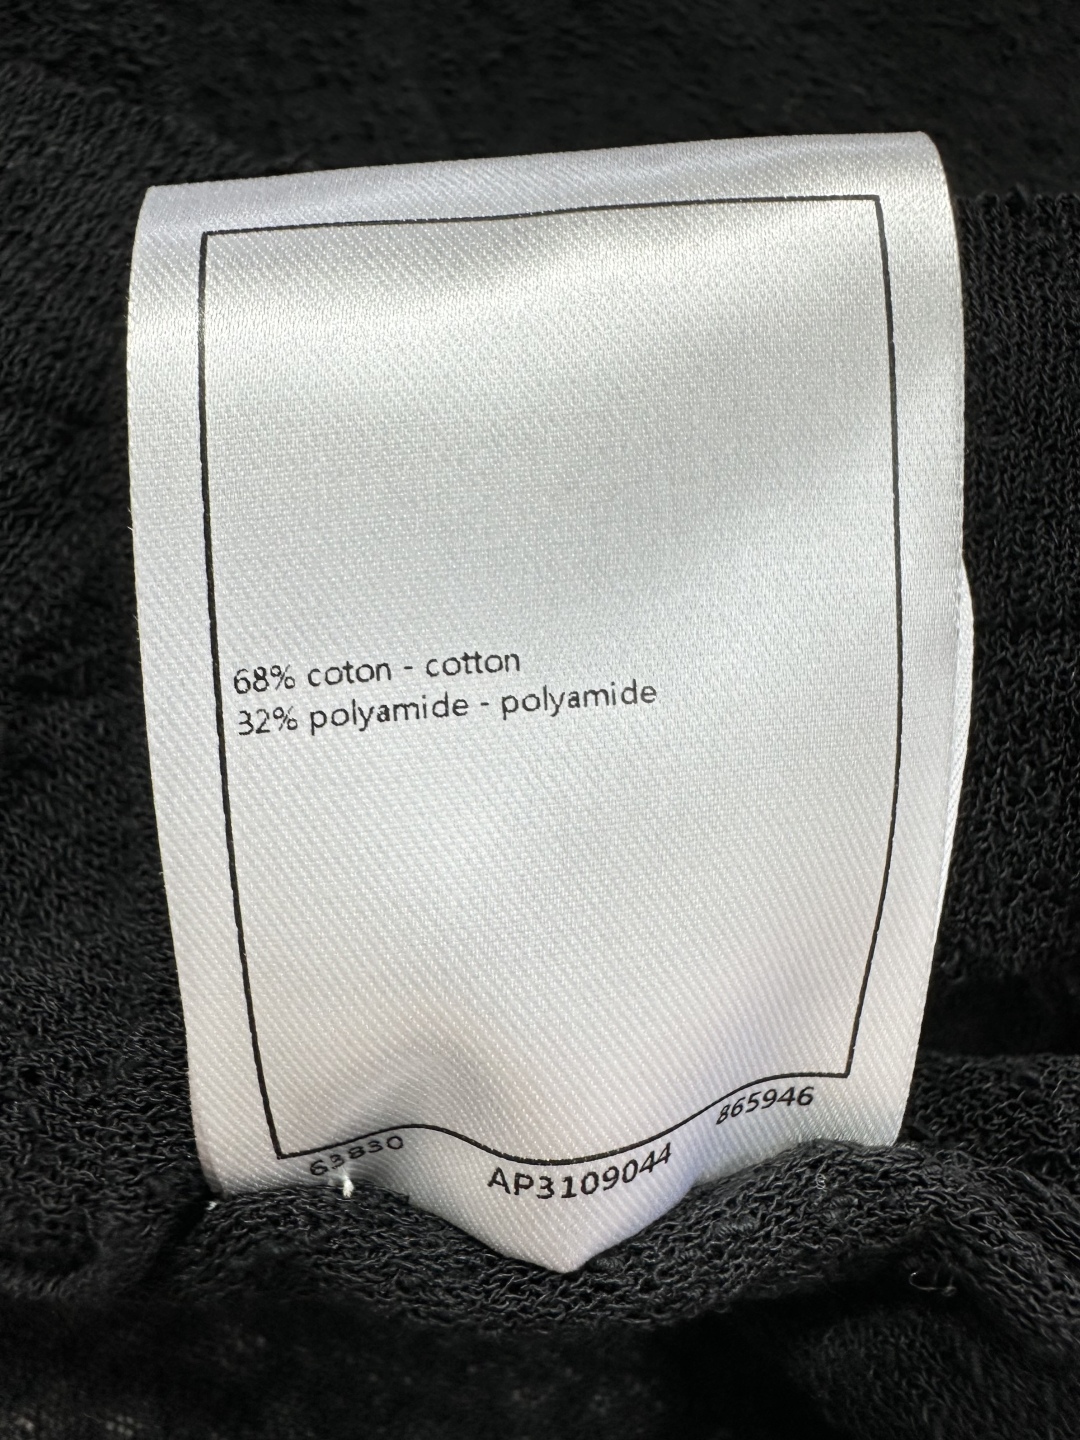 68% coton - cotton
32% polyamide - polyamide
63830 AP3109044 865946